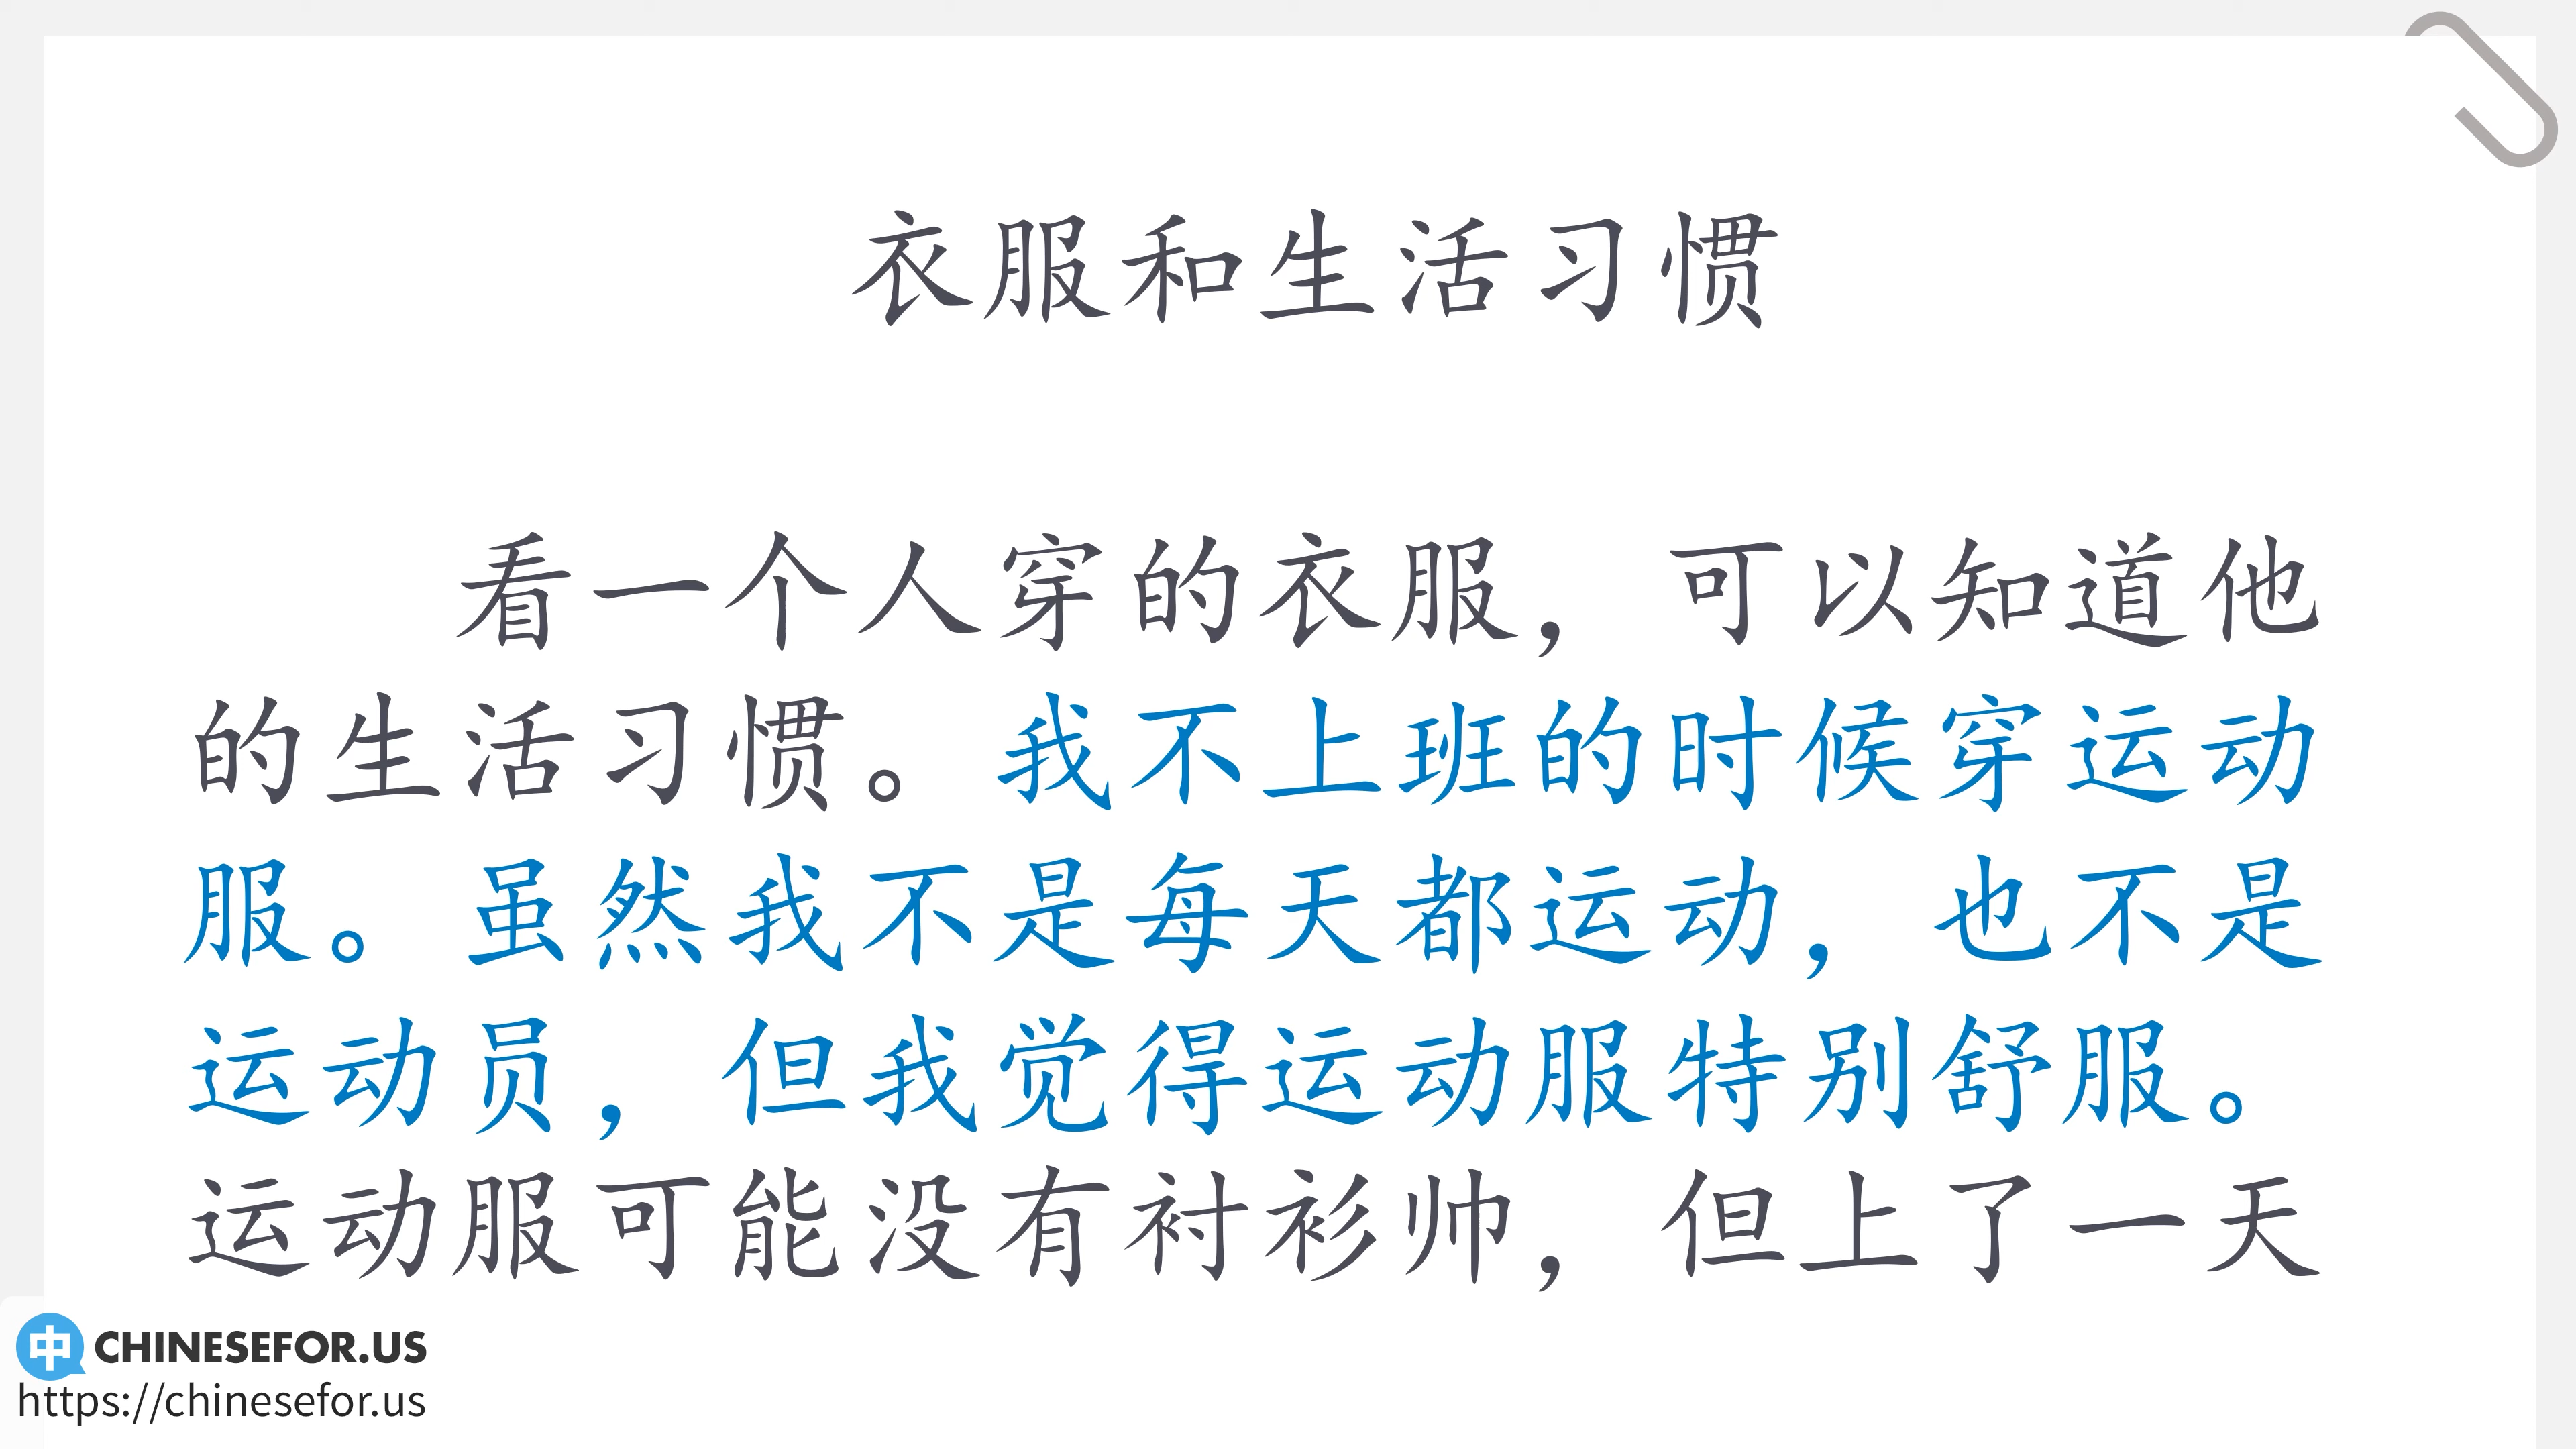 衣服和生活习惯
看一个人穿的衣服，可以知道他
的生活习惯。我不上班的时候穿运动
服。虽然我不是每天都运动，也不是
运动员，但我觉得运动服特别舒服。
运动服可能没有衬衫帅，但上了一天
中 CHINESEFOR.US
https://chinesefor.us